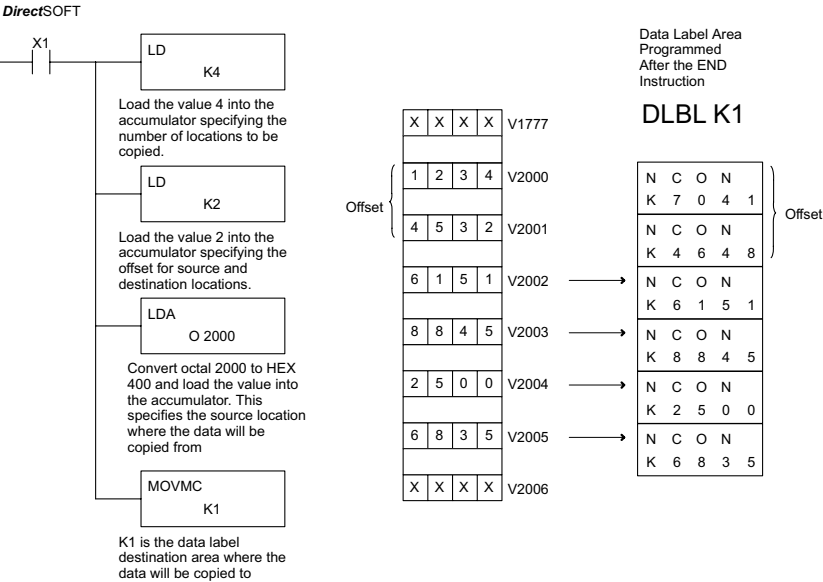 DirectSOFT
X1
LD
K4
Load the value 4 into the
accumulator specifying the
number of locations to be
copied.
LD
K2
Load the value 2 into the
accumulator specifying the
offset for source and
destination locations.
LDA
O 2000
Convert octal 2000 to HEX
400 and load the value into
the accumulator. This
specifies the source location
where the data will be
copied from
MOVMC
K1
K1 is the data label
destination area where the
data will be copied to
X X X X V1777
Offset
1 2 3 4 V2000
4 5 3 2 V2001
6 1 5 1 V2002
8 8 4 5 V2003
2 5 0 0 V2004
6 8 3 5 V2005
X X X X V2006
Data Label Area
Programmed
After the END
Instruction
DLBL K1
N C O N
K 7 0 4 1
N C O N
K 4 6 4 8
Offset
N C O N
K 6 1 5 1
N C O N
K 8 8 4 5
N C O N
K 2 5 0 0
N C O N
K 6 8 3 5